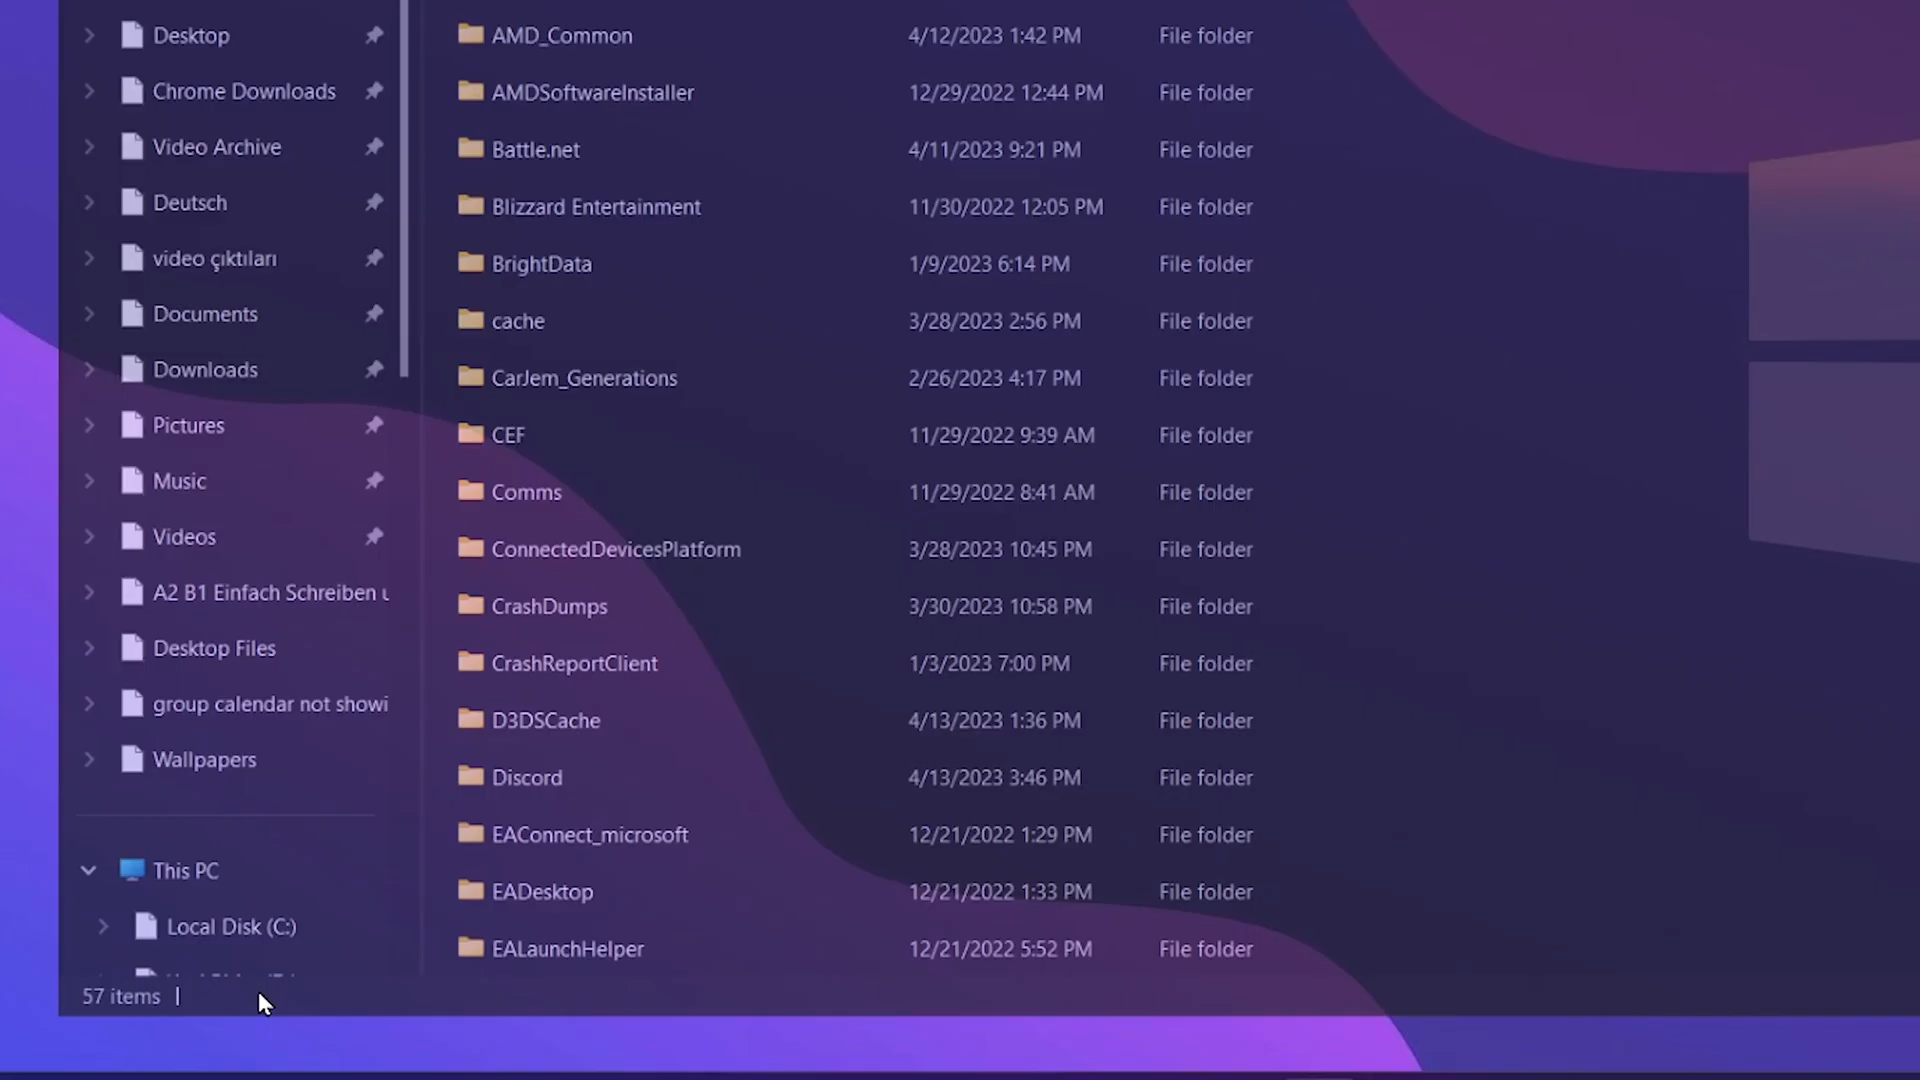 Desktop
Chrome Downloads
Video Archive
Deutsch
video çıktıları
Documents
Downloads
Pictures
Music
Videos
A2 B1 Einfach Schreiben u
Desktop Files
group calendar not showi
Wallpapers
This PC
Local Disk (C:)
57 items
AMD_Common 4/12/2023 1:42 PM File folder
AMDSoftwareInstaller 12/29/2022 12:44 PM File folder
Battle.net 4/11/2023 9:21 PM File folder
Blizzard Entertainment 11/30/2022 12:05 PM File folder
BrightData 1/9/2023 6:14 PM File folder
cache 3/28/2023 2:56 PM File folder
CarJem_Generations 2/26/2023 4:17 PM File folder
CEF 11/29/2022 9:39 AM File folder
Comms 11/29/2022 8:41 AM File folder
ConnectedDevicesPlatform 3/28/2023 10:45 PM File folder
CrashDumps 3/30/2023 10:58 PM File folder
CrashReportClient 1/3/2023 7:00 PM File folder
D3DSCache 4/13/2023 1:36 PM File folder
Discord 4/13/2023 3:46 PM File folder
EAConnect_microsoft 12/21/2022 1:29 PM File folder
EADesktop 12/21/2022 1:33 PM File folder
EALaunchHelper 12/21/2022 5:52 PM File folder